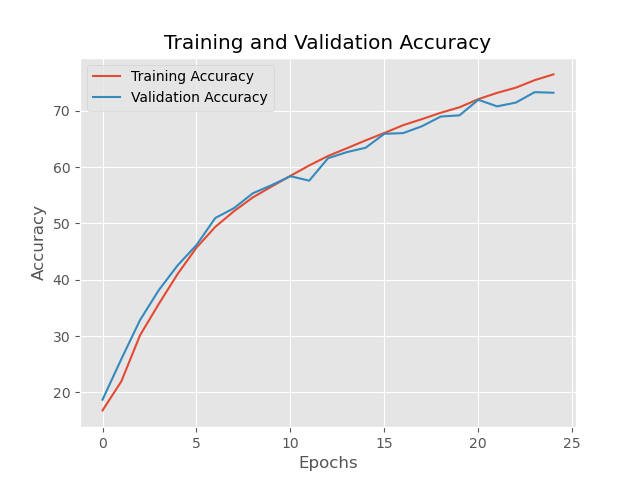 Training and Validation Accuracy
Training Accuracy
Validation Accuracy
70
60
50
40
30
20
Accuracy
0 5 10 15 20 25
Epochs